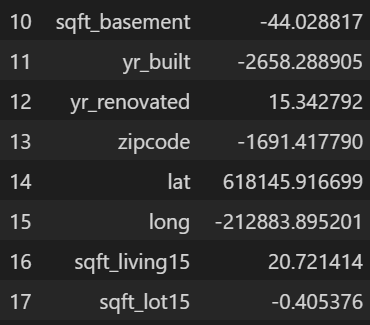 10 sqft_basement -44.028817
11 yr_built -2658.288905
12 yr_renovated 15.342792
13 zipcode -1691.417790
14 lat 618145.916699
15 long -212883.895201
16 sqft_living15 20.721414
17 sqft_lot15 -0.405376